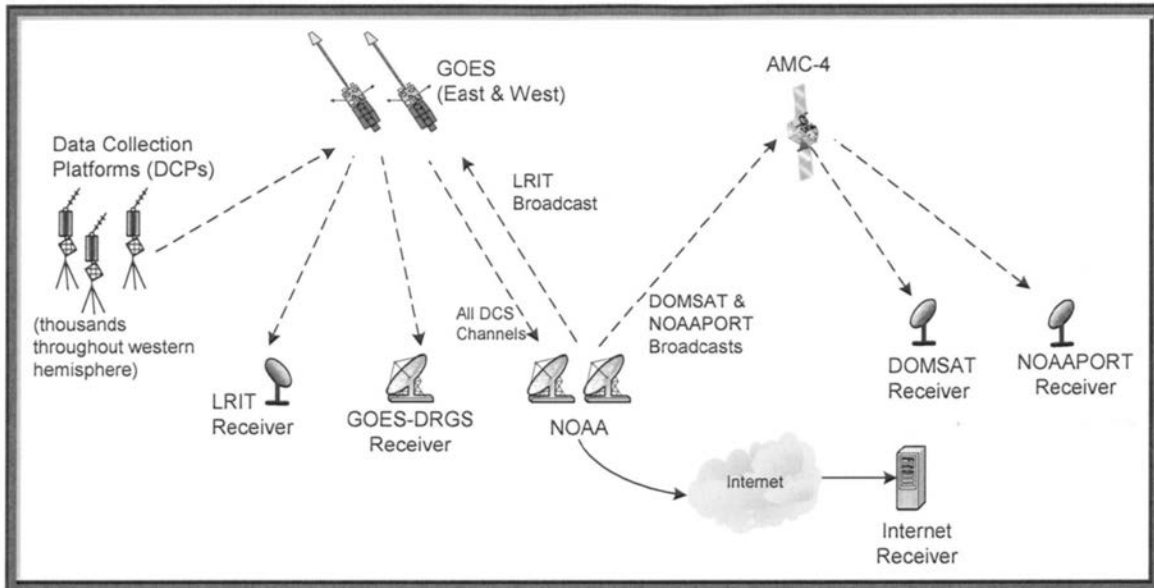 GOES
(East & West)
AMC-4
Data Collection
Platforms (DCPs)
LRIT
Broadcast
(thousands
throughout western
hemisphere)
All DCS
Channels
DOMSAT &
NOAAPORT
Broadcasts
LRIT
Receiver
GOES-DRGS
Receiver
NOAA
DOMSAT
Receiver
NOAAPORT
Receiver
Internet
Internet
Receiver